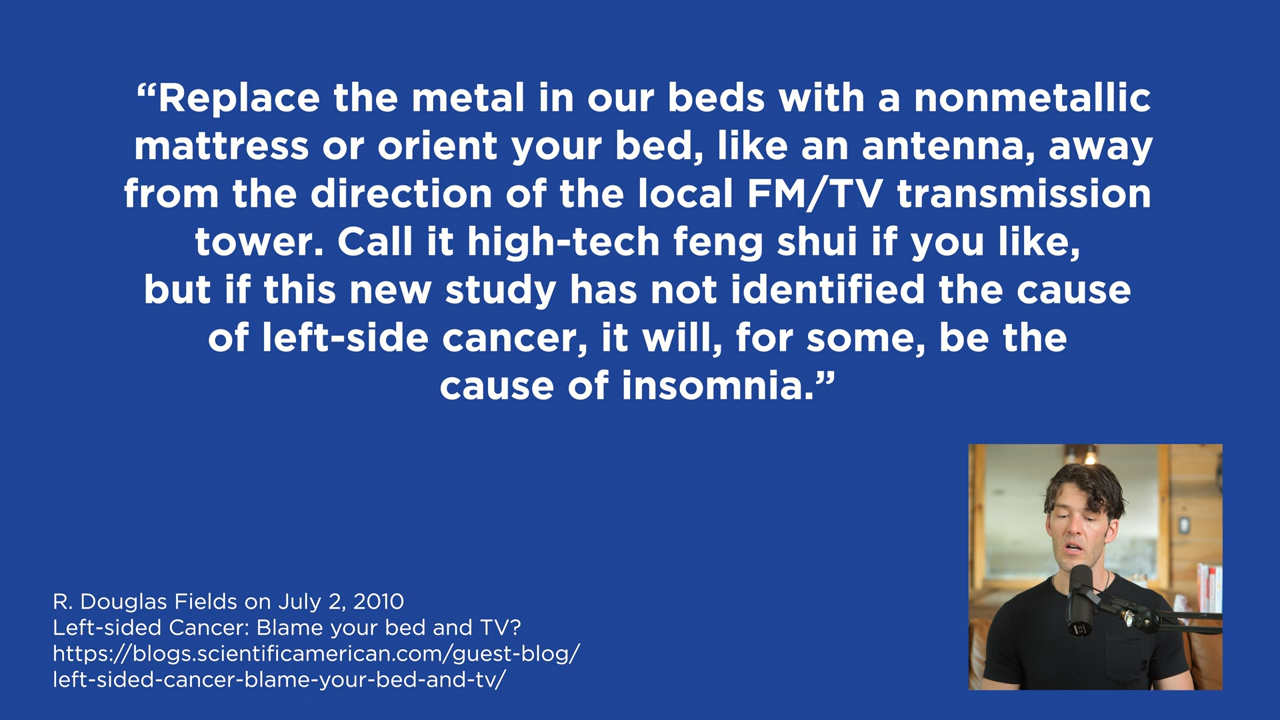 “Replace the metal in our beds with a nonmetallic
mattress or orient your bed, like an antenna, away
from the direction of the local FM/TV transmission
tower. Call it high-tech feng shui if you like,
but if this new study has not identified the cause
of left-side cancer, it will, for some, be the
cause of insomnia.”
R. Douglas Fields on July 2, 2010
Left-sided Cancer: Blame your bed and TV?
https://blogs.scientificamerican.com/guest-blog/
left-sided-cancer-blame-your-bed-and-tv/